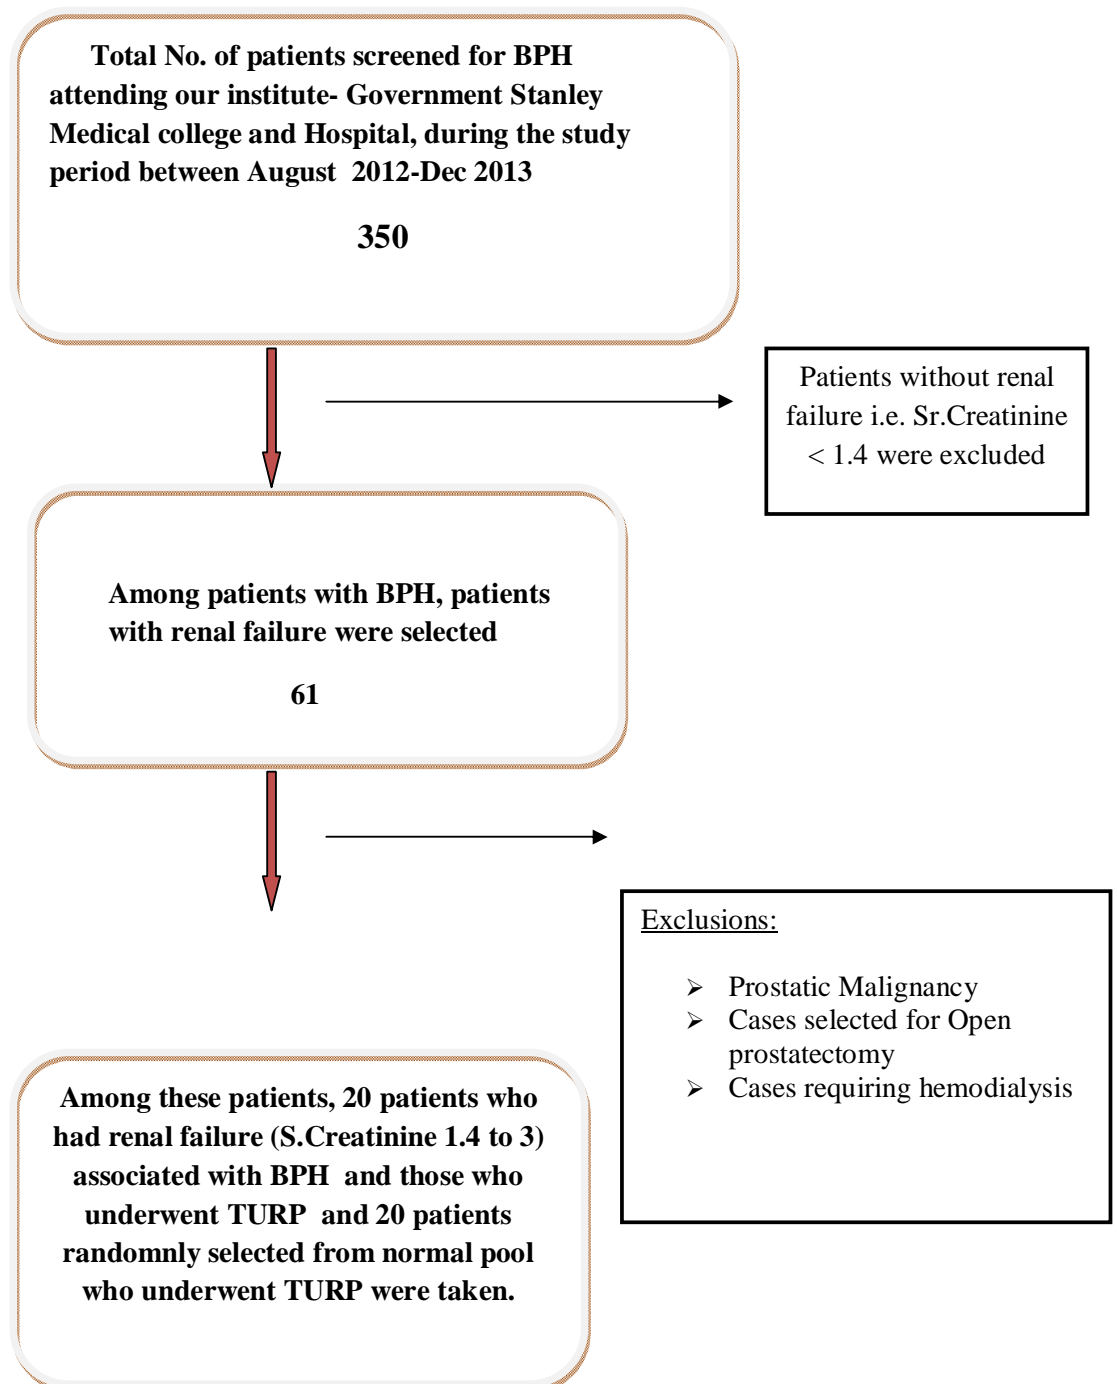 Total No. of patients screened for BPH
attending our institute- Government Stanley
Medical college and Hospital, during the study
period between August  2012-Dec 2013
350
Patients without renal
failure i.e. Sr.Creatinine
< 1.4 were excluded
Among patients with BPH, patients
with renal failure were selected
61
Exclusions:
➢ Prostatic Malignancy
➢ Cases selected for Open
prostatectomy
➢ Cases requiring hemodialysis
Among these patients, 20 patients who
had renal failure (S.Creatinine 1.4 to 3)
associated with BPH  and those who
underwent TURP  and 20 patients
randomnly selected from normal pool
who underwent TURP were taken.